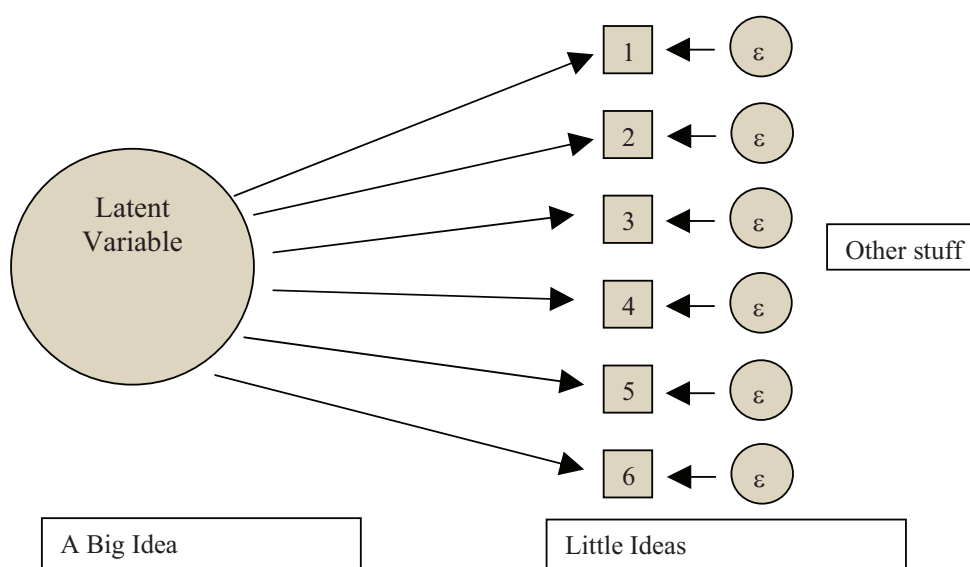 Latent
Variable
1
ε
2
ε
3
ε
4
ε
5
ε
6
ε
Other stuff
A Big Idea
Little Ideas